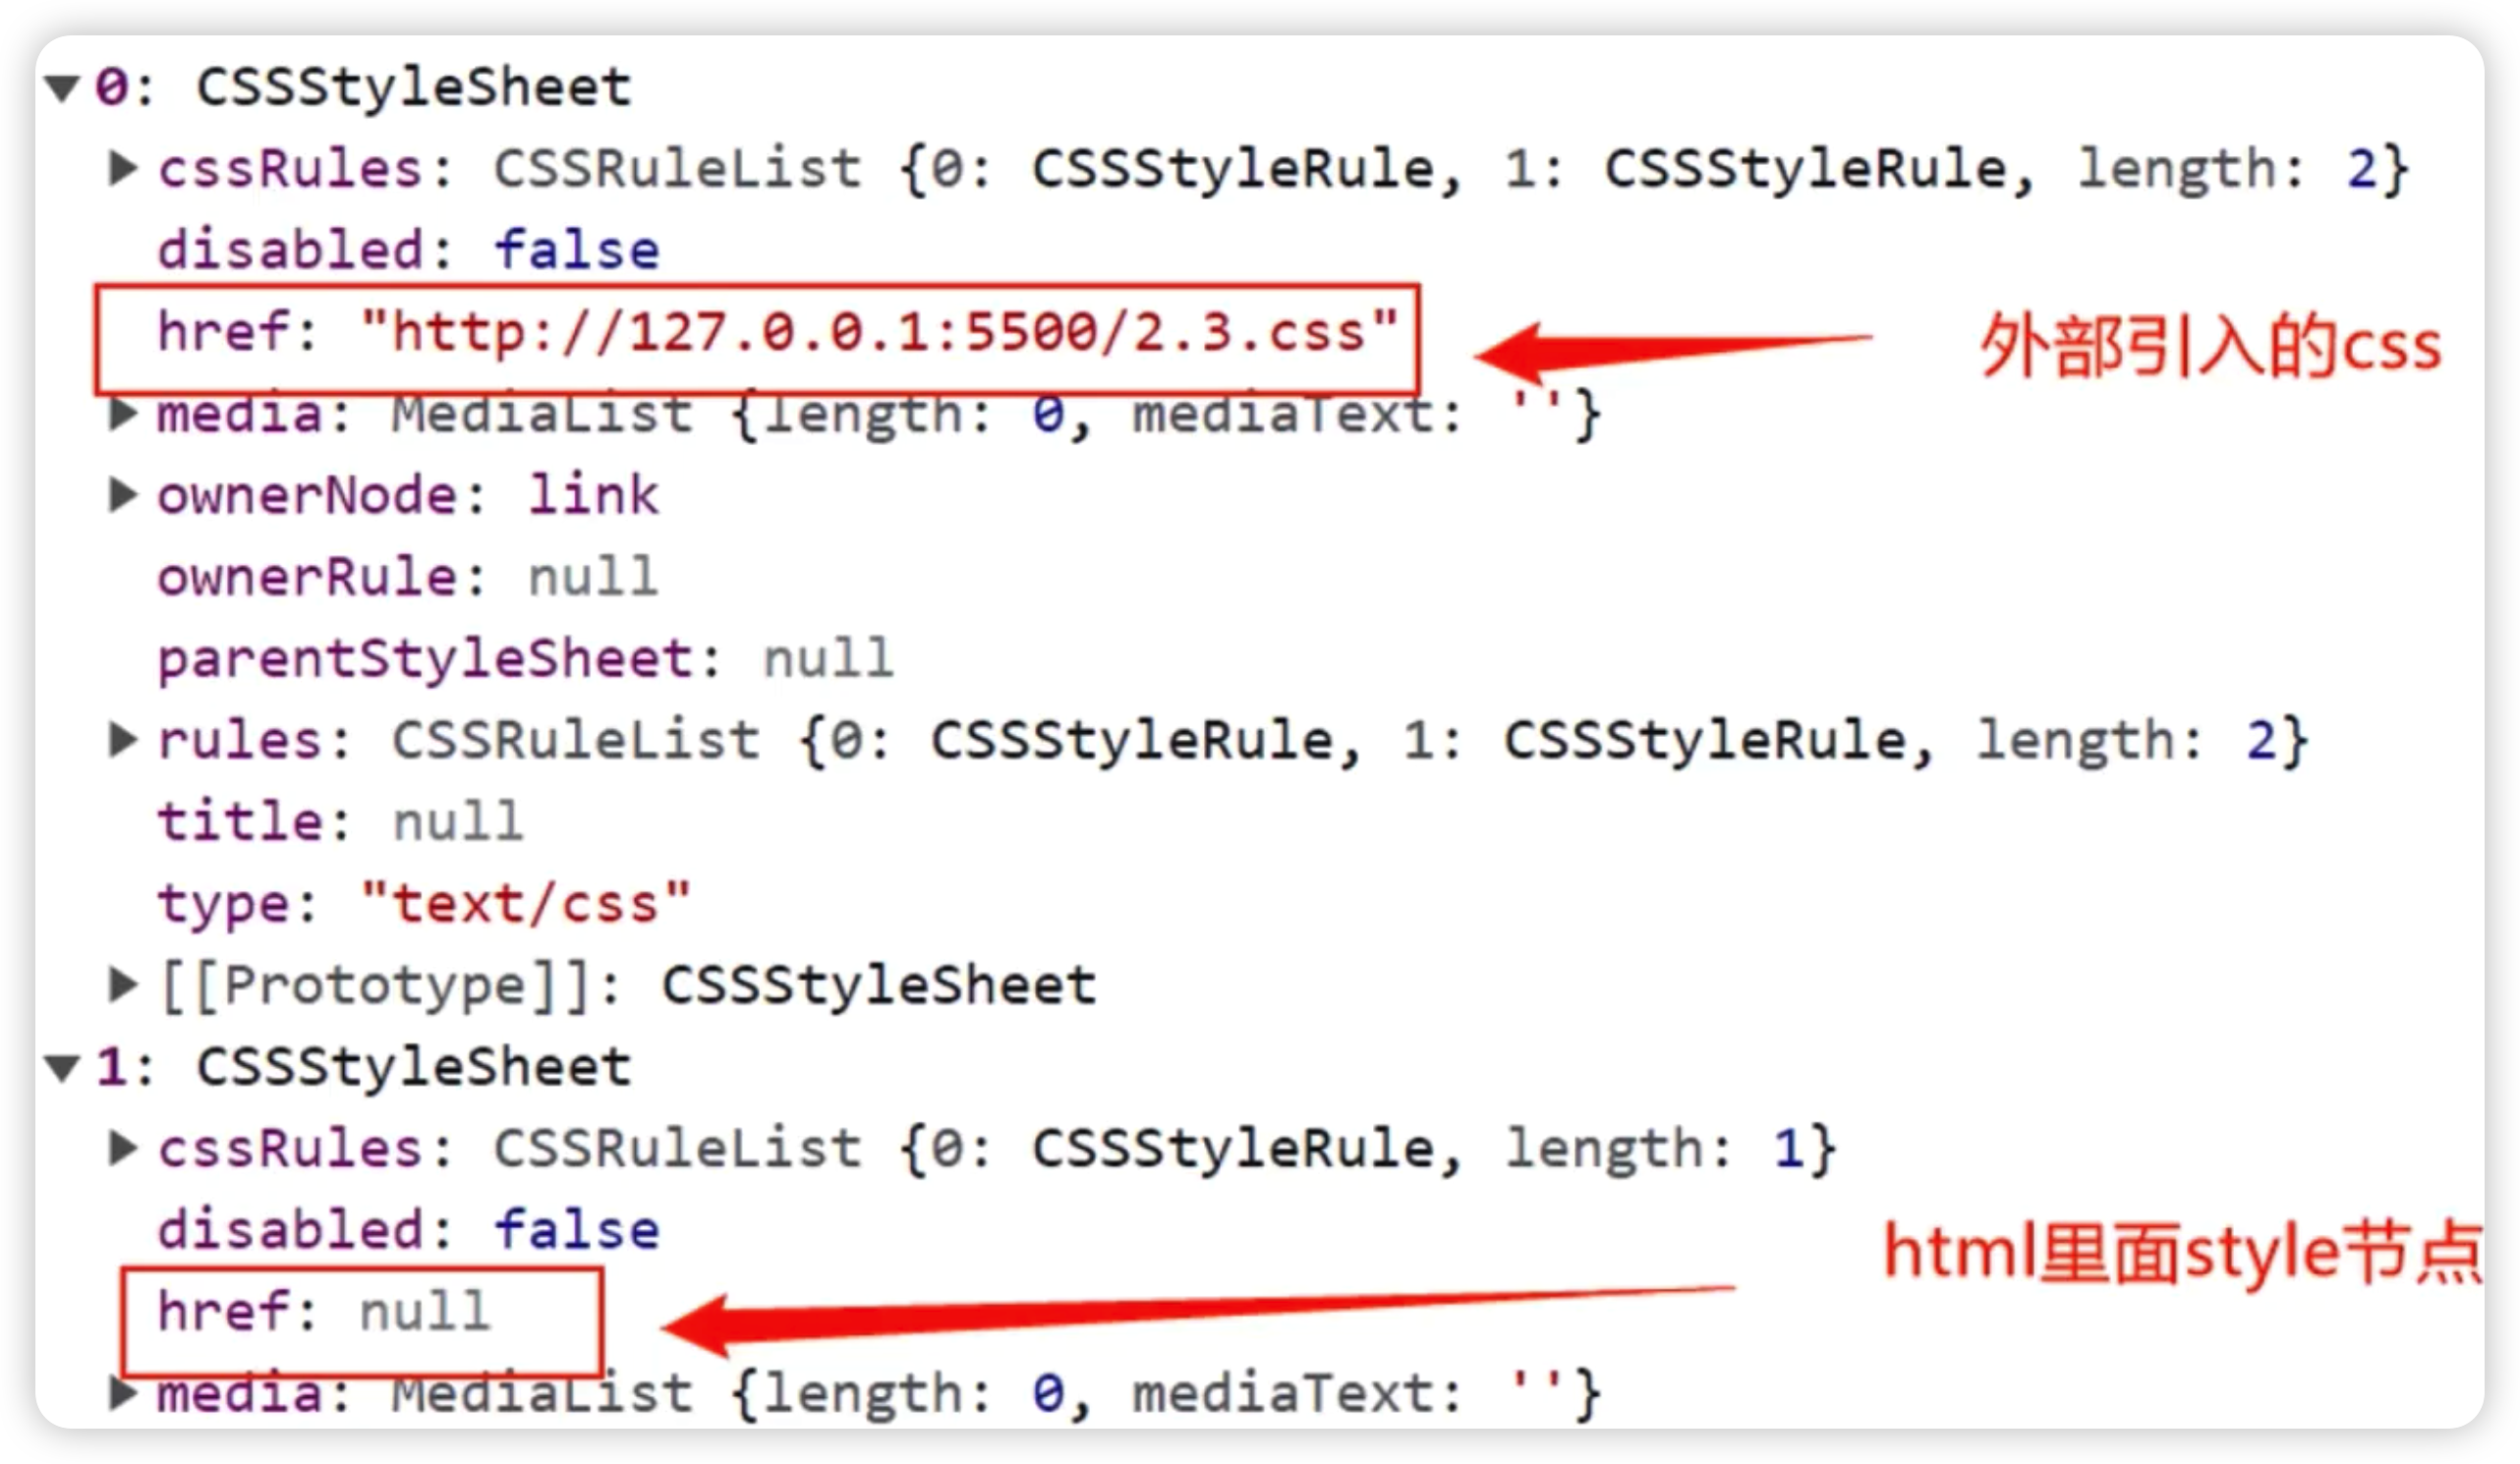 0: CSSStyleSheet
cssRules: CSSRuleList {0: CSSStyleRule, 1: CSSStyleRule, length: 2}
disabled: false
href: "http://127.0.0.1:5500/2.3.css"
外部引入的css
media: MediaList {length: 0, mediaText: ''}
ownerNode: link
ownerRule: null
parentStyleSheet: null
rules: CSSRuleList {0: CSSStyleRule, 1: CSSStyleRule, length: 2}
title: null
type: "text/css"
[[Prototype]]: CSSStyleSheet
1: CSSStyleSheet
cssRules: CSSRuleList {0: CSSStyleRule, length: 1}
disabled: false
html里面style节点
href: null
media: MediaList {length: 0, mediaText: ''}